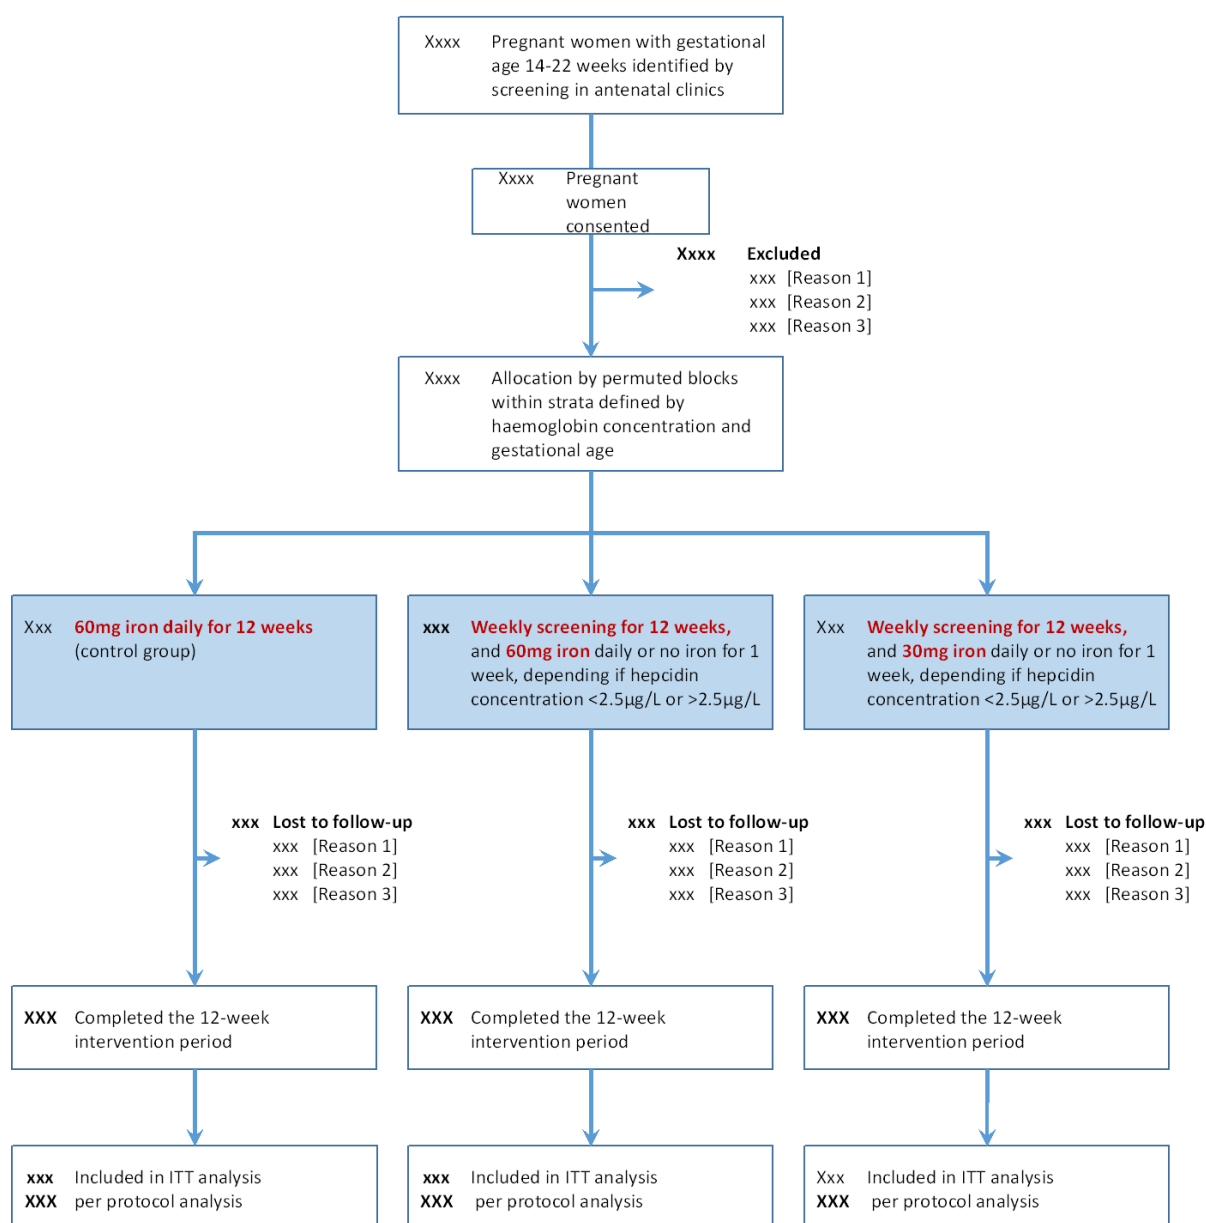 Xxxx Pregnant women with gestational
age 14-22 weeks identified by
screening in antenatal clinics
Xxxx Pregnant
women
consented
Xxxx Excluded
xxx [Reason 1]
xxx [Reason 2]
xxx [Reason 3]
Xxxx Allocation by permuted blocks
within strata defined by
haemoglobin concentration and
gestational age
Xxx 60mg iron daily for 12 weeks
(control group)
xxx Weekly screening for 12 weeks,
and 60mg iron daily or no iron for 1
week, depending if hepcidin
concentration <2.5µg/L or >2.5µg/L
Xxx Weekly screening for 12 weeks,
and 30mg iron daily or no iron for 1
week, depending if hepcidin
concentration <2.5µg/L or >2.5µg/L
xxx Lost to follow-up
xxx [Reason 1]
xxx [Reason 2]
xxx [Reason 3]
xxx Lost to follow-up
xxx [Reason 1]
xxx [Reason 2]
xxx [Reason 3]
xxx Lost to follow-up
xxx [Reason 1]
xxx [Reason 2]
xxx [Reason 3]
XXX Completed the 12-week
intervention period
XXX Completed the 12-week
intervention period
XXX Completed the 12-week
intervention period
xxx Included in ITT analysis
XXX per protocol analysis
xxx Included in ITT analysis
XXX per protocol analysis
Xxx Included in ITT analysis
XXX per protocol analysis